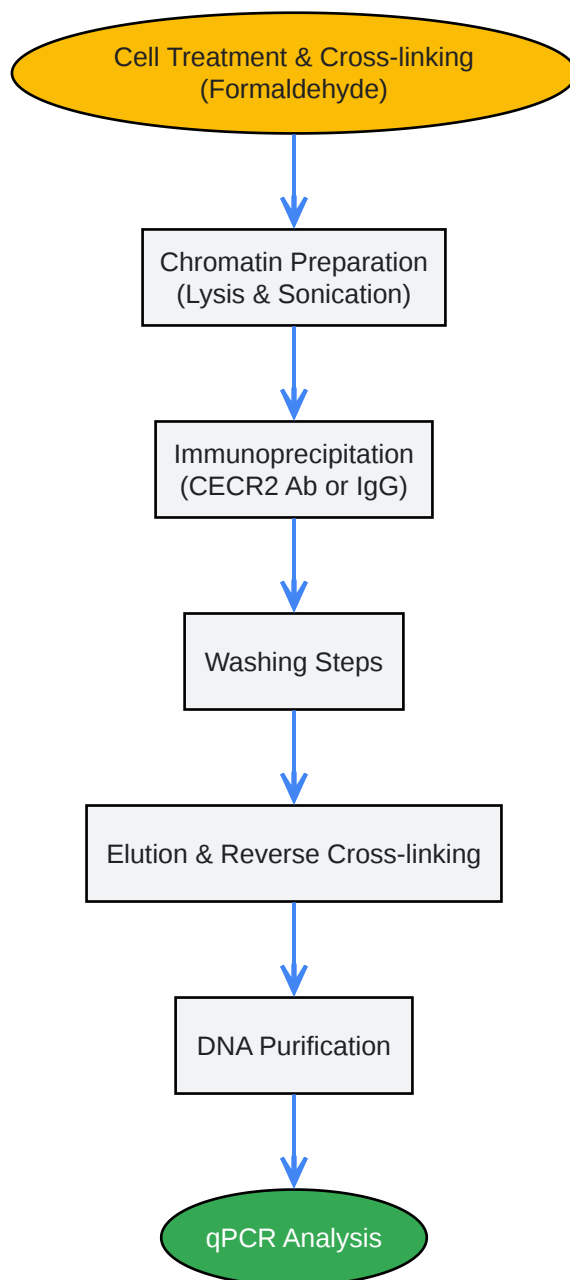 Cell Treatment & Cross-linking
(Formaldehyde)
Chromatin Preparation
(Lysis & Sonication)
Immunoprecipitation
(CECR2 Ab or IgG)
Washing Steps
Elution & Reverse Cross-linking
DNA Purification
qPCR Analysis